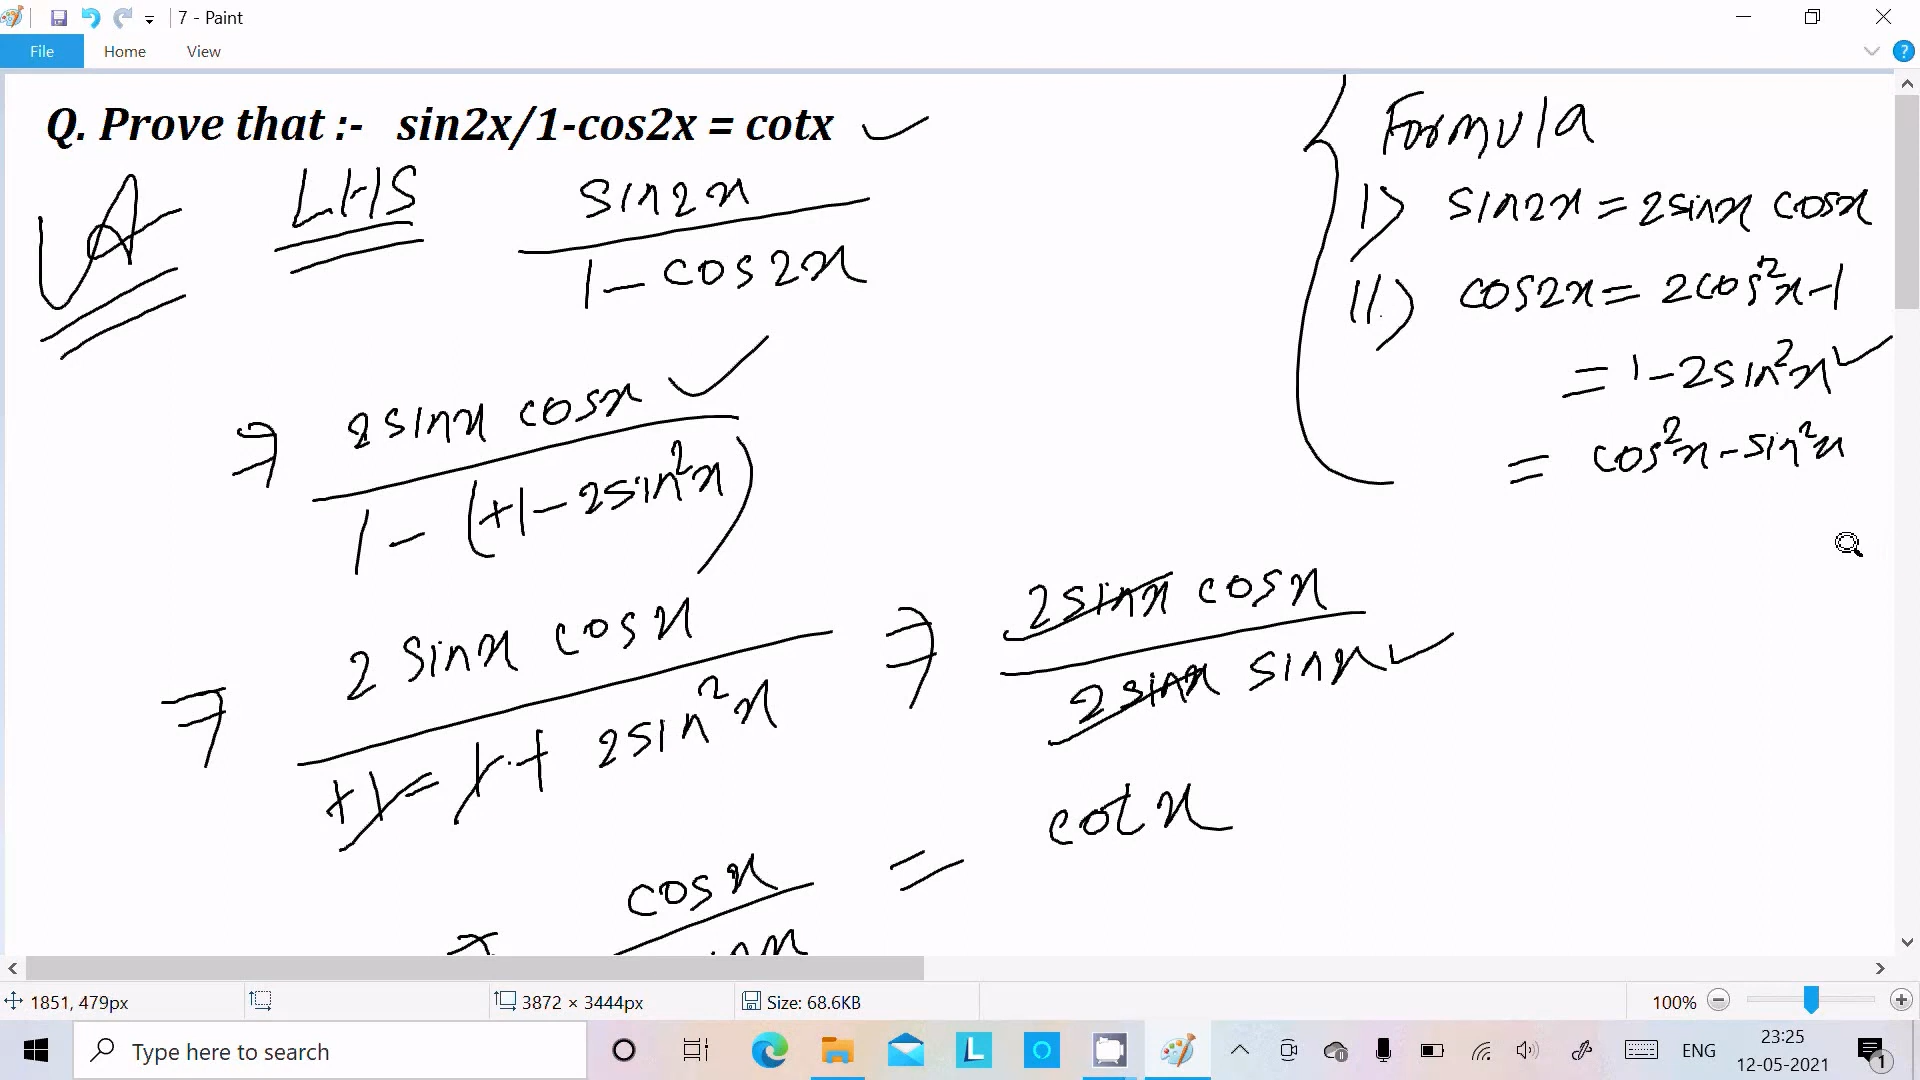 7 - Paint
File Home View
Q. Prove that :- sin2x/1-cos2x = cotx
A LHS sin2x
1 - cos2x
⇒ 2sinx cosx
1 - (+1 - 2sin²x)
⇒ 2 sinx cosx
+1 - 1 + 2sin²x
⇒ 2sinx cosx
2sinx sinx
cosx
= cotx
Formula
I) sin2x = 2sinx cosx
II) cos2x = 2cos²x - 1
= 1 - 2sin²x
= cos²x - sin²x
1851, 479px 3872 × 3444px Size: 68.6KB 100%
Type here to search
ENG
23:25
12-05-2021
1